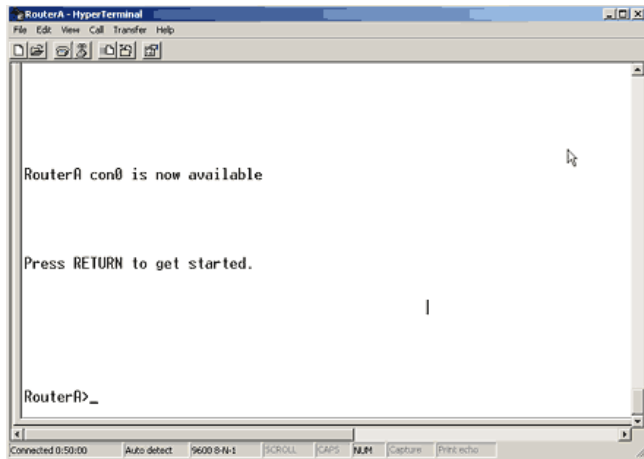 RouterA - HyperTerminal
File Edit View Call Transfer Help
RouterA con0 is now available
Press RETURN to get started.
RouterA>_
Connected 0:50:00 Auto detect 9600 8-N-1 SCROLL CAPS NUM Capture Print echo